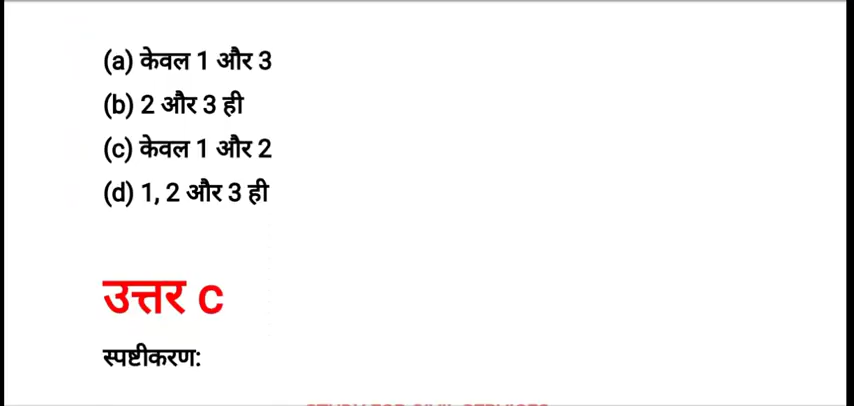 (a) केवल 1 और 3
(b) 2 और 3 ही
(c) केवल 1 और 2
(d) 1, 2 और 3 ही
उत्तर C
स्पष्टीकरण: